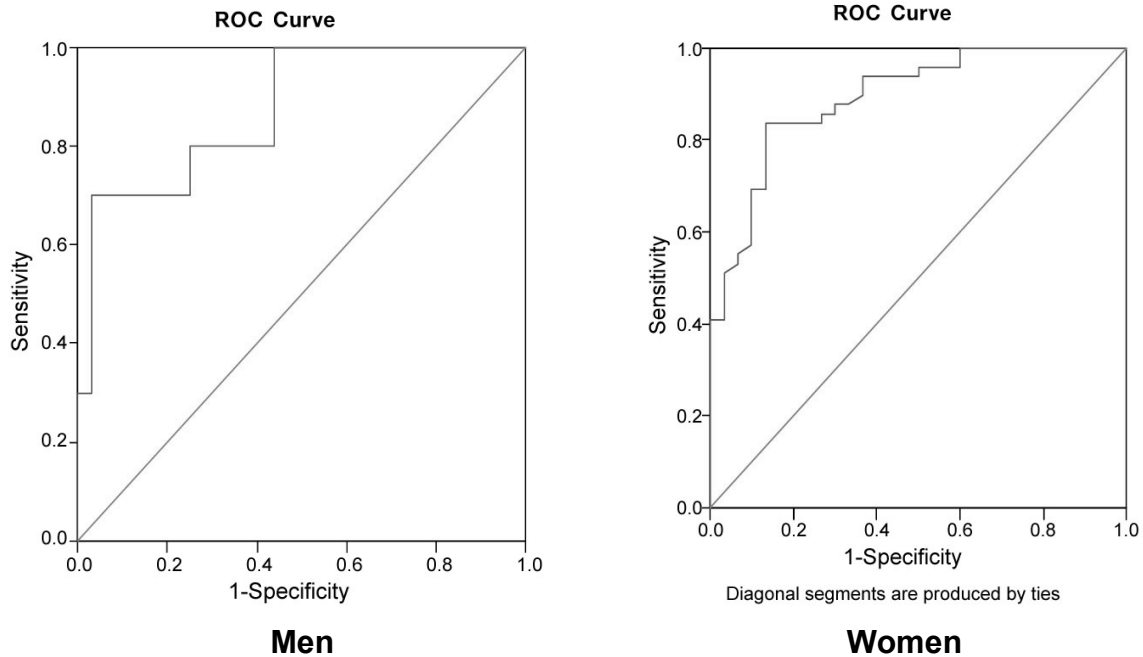 ROC Curve
1.0
0.8
0.6
0.4
0.2
0.0
Sensitivity
0.0 0.2 0.4 0.6 0.8 1.0
1-Specificity
Men
ROC Curve
1.0
0.8
0.6
0.4
0.2
0.0
Sensitivity
0.0 0.2 0.4 0.6 0.8 1.0
1-Specificity
Diagonal segments are produced by ties
Women